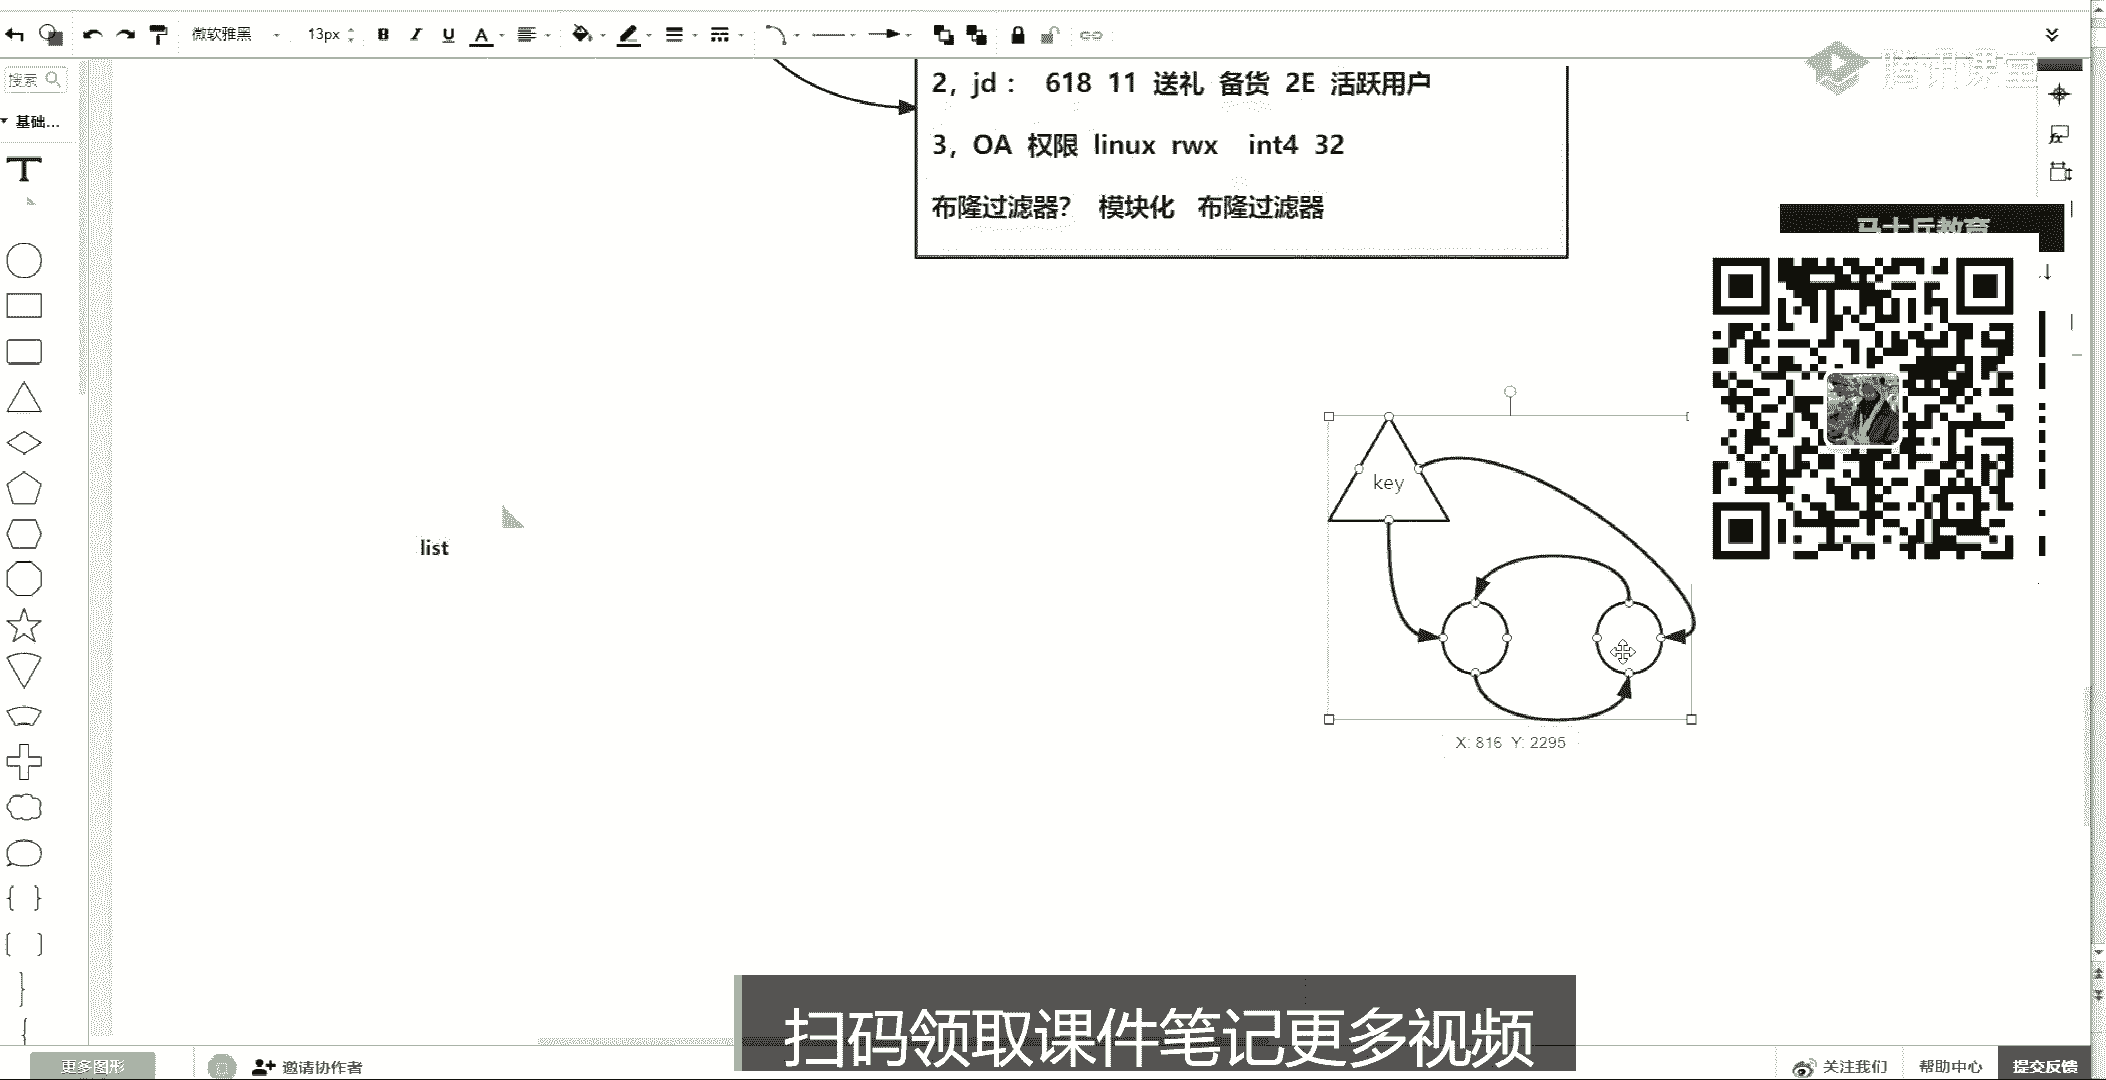 微软雅黑 13px B I U A
搜索
腾讯课堂
基础...
T
2, jd： 618 11 送礼 备货 2E 活跃用户
3, OA 权限 linux rwx int4 32
布隆过滤器？ 模块化 布隆过滤器
马士兵教育
key
list
X: 816 Y: 2295
扫码领取课件笔记更多视频
更多图形 邀请协作者 关注我们 帮助中心 提交反馈